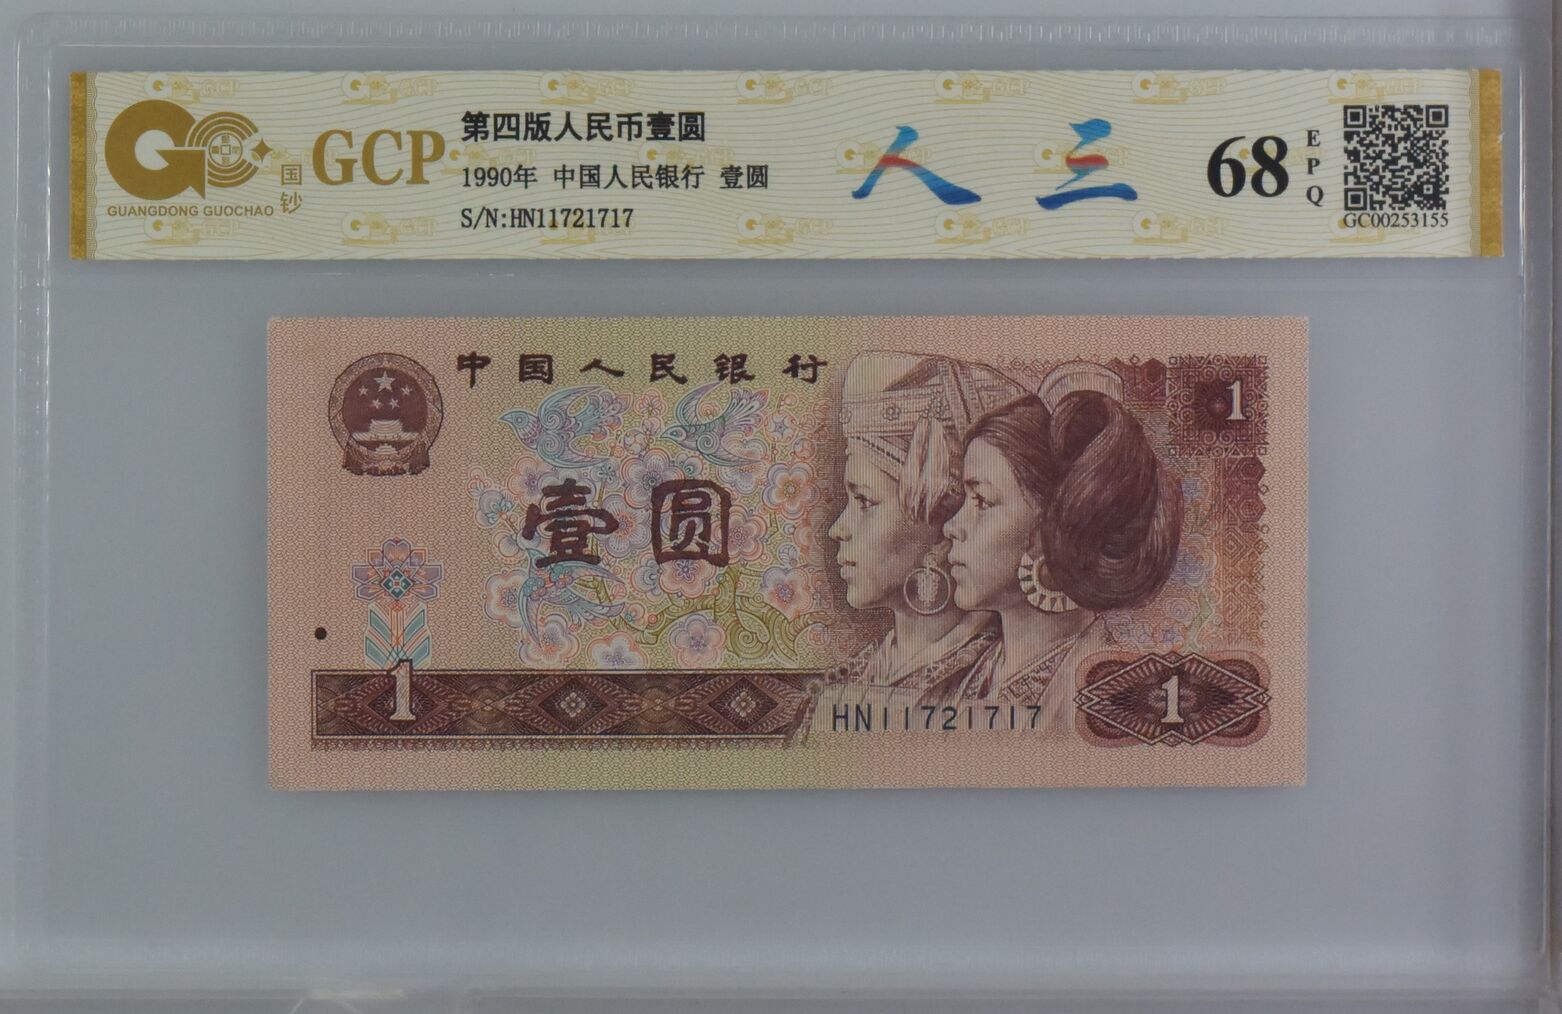 GCP
国钞
GUANGDONG GUOCHAO
第四版人民币壹圆
1990年 中国人民银行 壹圆
S/N:HN11721717
人 三
68
EPQ
GC00253155
中国人民银行
1
壹圆
1
HN11721717
1